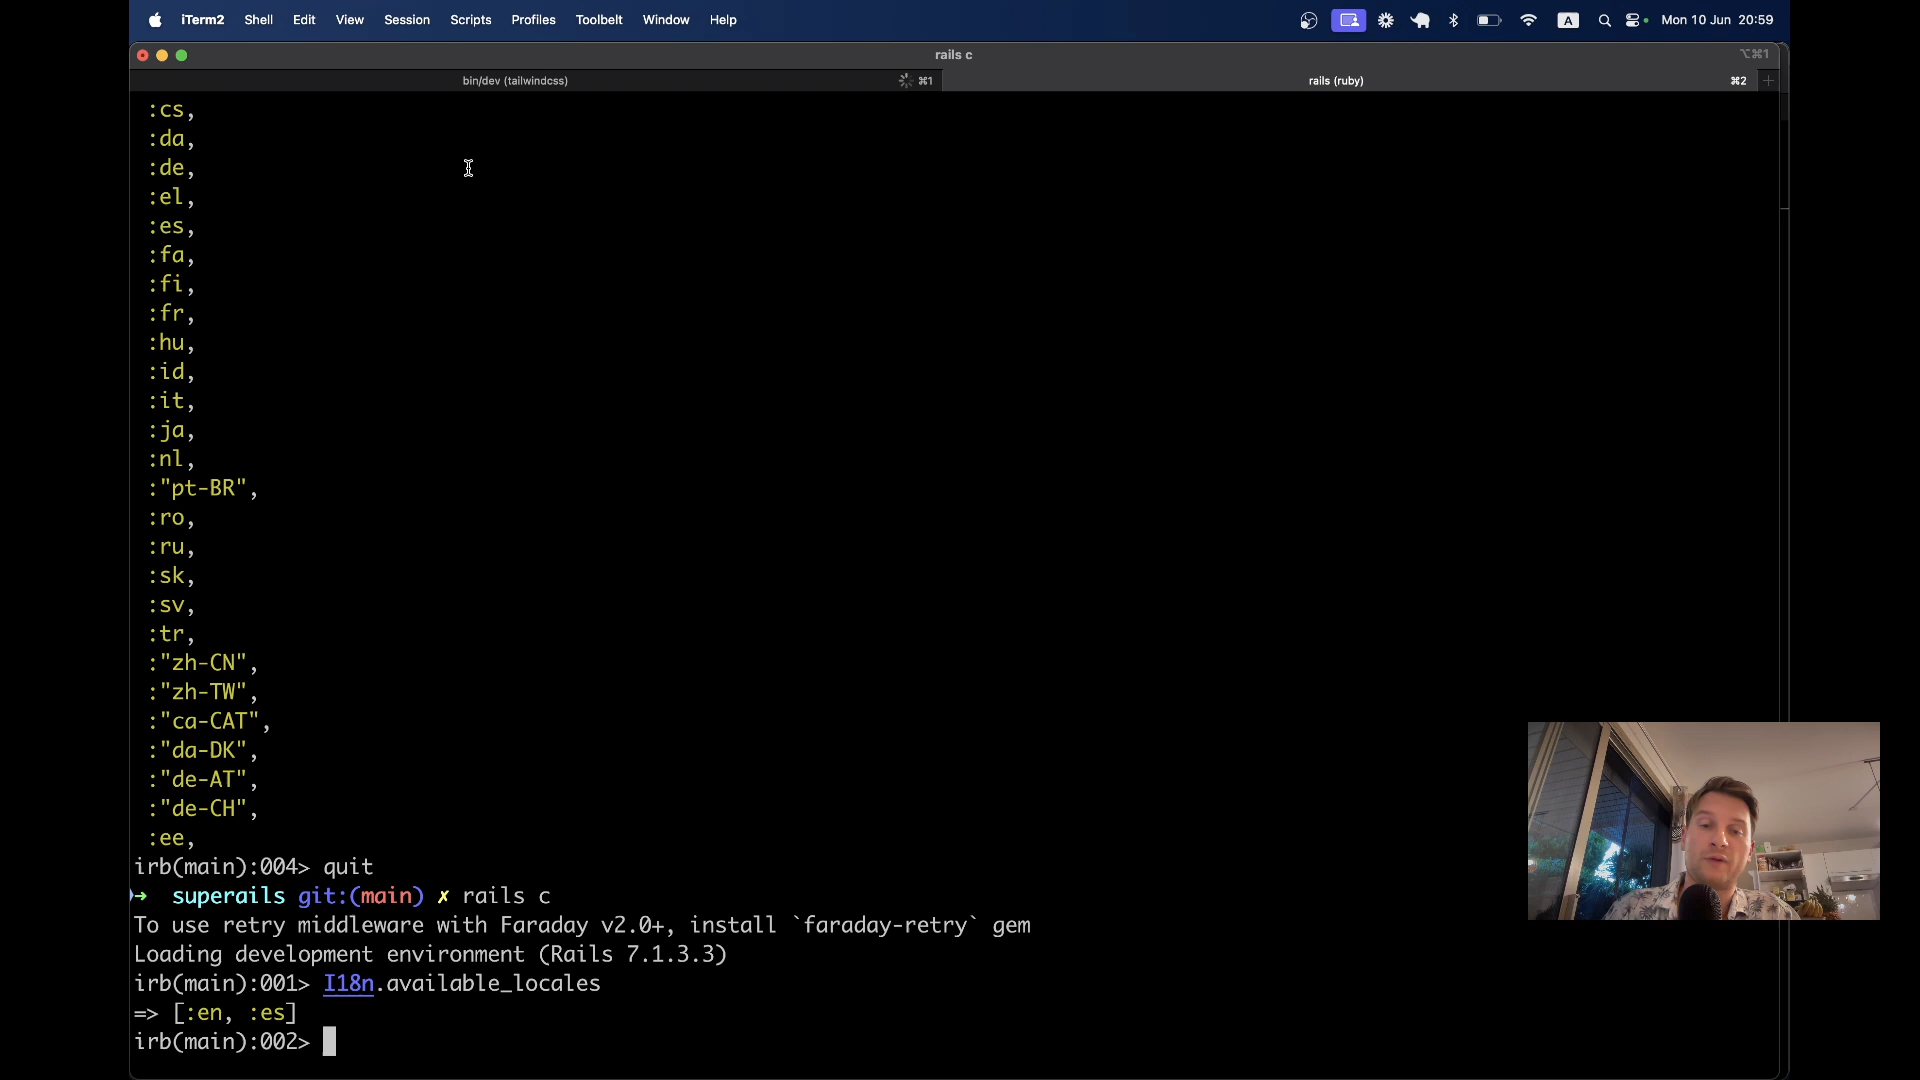 iTerm2 Shell Edit View Session Scripts Profiles Toolbelt Window Help A Mon 10 Jun 20:59
rails c ⌥⌘1
bin/dev (tailwindcss) ⌘1 rails (ruby) ⌘2 +
:cs,
:da,
:de,
:el,
:es,
:fa,
:fi,
:fr,
:hu,
:id,
:it,
:ja,
:nl,
:"pt-BR",
:ro,
:ru,
:sk,
:sv,
:tr,
:"zh-CN",
:"zh-TW",
:"ca-CAT",
:"da-DK",
:"de-AT",
:"de-CH",
:ee,
irb(main):004> quit
→ superails git:(main) ✗ rails c
To use retry middleware with Faraday v2.0+, install `faraday-retry` gem
Loading development environment (Rails 7.1.3.3)
irb(main):001> I18n.available_locales
=> [:en, :es]
irb(main):002>